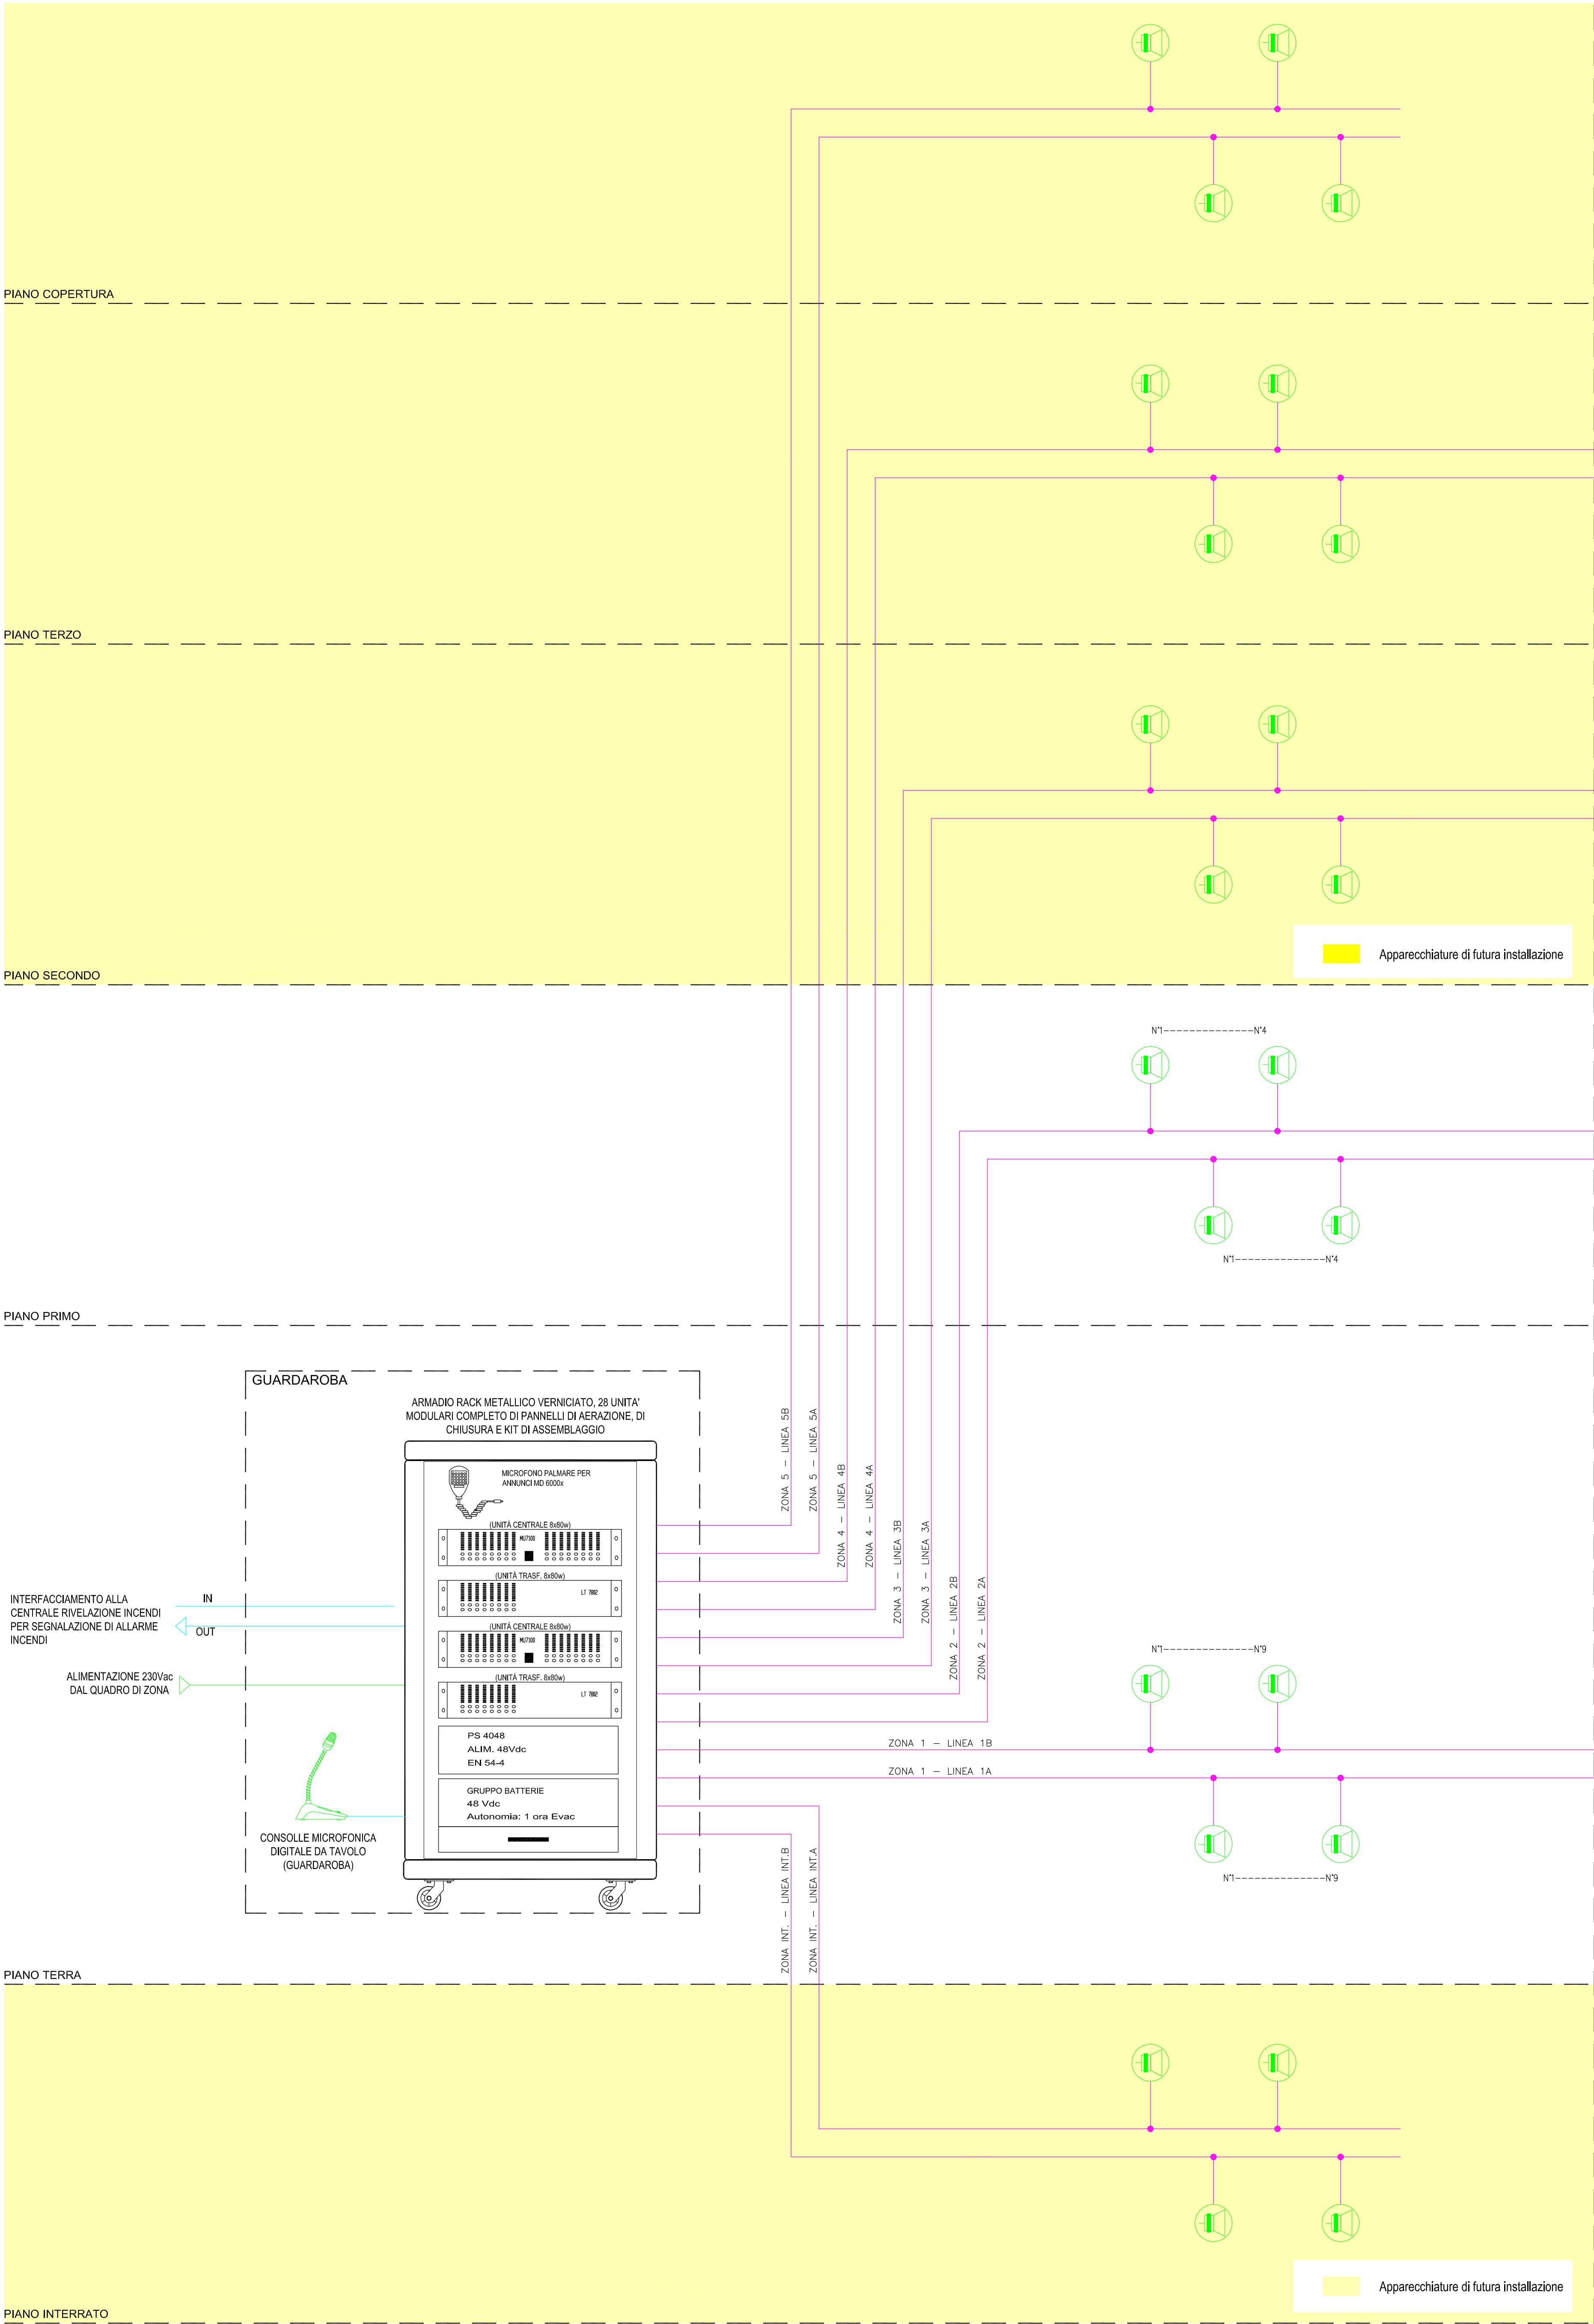 PIANO COPERTURA
PIANO TERZO
Apparecchiature di futura installazione
PIANO SECONDO
N°1--------------N°4
N°1--------------N°4
PIANO PRIMO
GUARDAROBA
ARMADIO RACK METALLICO VERNICIATO, 28 UNITA'
MODULARI COMPLETO DI PANNELLI DI AERAZIONE, DI
CHIUSURA E KIT DI ASSEMBLAGGIO
MICROFONO PALMARE PER
ANNUNCI MD 6000x
(UNITÀ CENTRALE 8x80w)
MU7100
(UNITÀ TRASF. 8x80w)
LT 7882
(UNITÀ CENTRALE 8x80w)
MU7100
(UNITÀ TRASF. 8x80w)
LT 7882
PS 4048
ALIM. 48Vdc
EN 54-4
GRUPPO BATTERIE
48 Vdc
Autonomia: 1 ora Evac
INTERFACCIAMENTO ALLA
CENTRALE RIVELAZIONE INCENDI
PER SEGNALAZIONE DI ALLARME
INCENDI
IN
OUT
ALIMENTAZIONE 230Vac
DAL QUADRO DI ZONA
CONSOLLE MICROFONICA
DIGITALE DA TAVOLO
(GUARDAROBA)
ZONA 5 - LINEA 5B
ZONA 5 - LINEA 5A
ZONA 4 - LINEA 4B
ZONA 4 - LINEA 4A
ZONA 3 - LINEA 3B
ZONA 3 - LINEA 3A
ZONA 2 - LINEA 2B
ZONA 2 - LINEA 2A
ZONA 1 - LINEA 1B
ZONA 1 - LINEA 1A
N°1--------------N°9
N°1--------------N°9
ZONA INT. - LINEA INT.B
ZONA INT. - LINEA INT.A
PIANO TERRA
Apparecchiature di futura installazione
PIANO INTERRATO